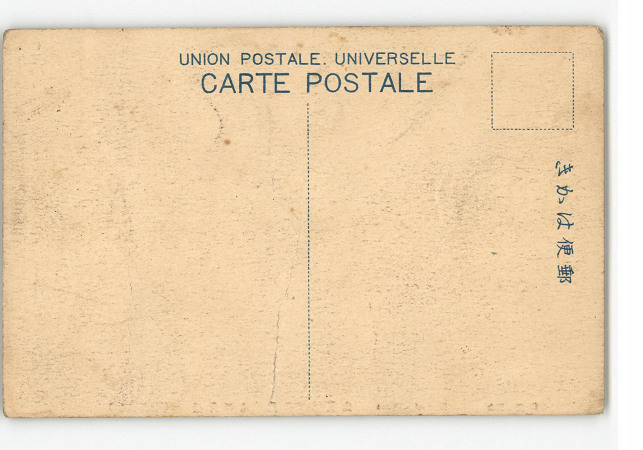 UNION POSTALE. UNIVERSELLE
CARTE POSTALE
郵便はかき